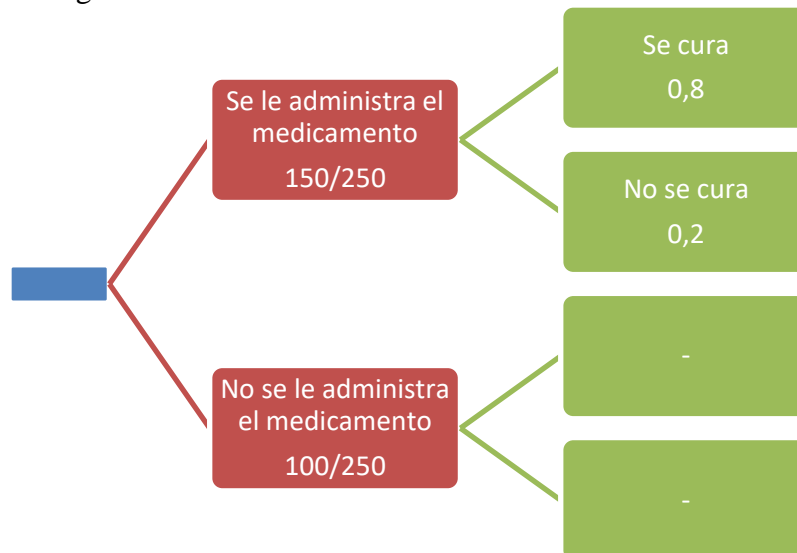 Se cura
0,8
Se le administra el
medicamento
150/250
No se cura
0,2
-
No se le administra
el medicamento
100/250
-